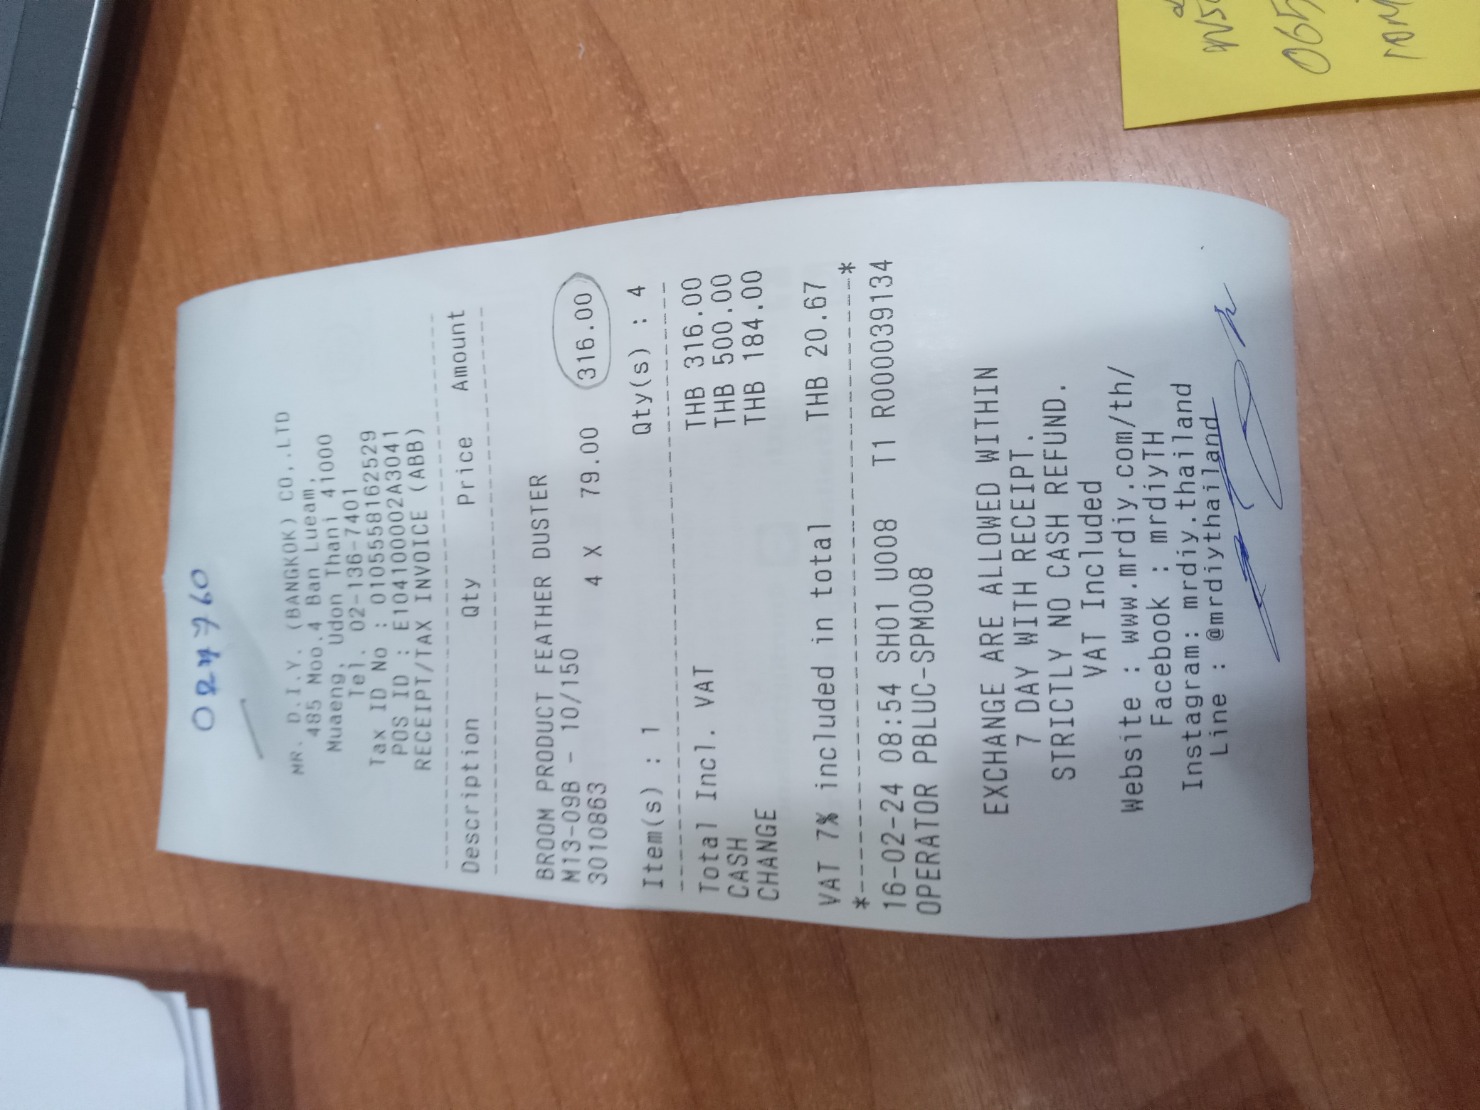 024760
MR. D.I.Y. (BANGKOK) CO,.LTD
485 Moo.4 Ban Lueam,
Muaeng, Udon Thani 41000
Tel. 02-136-7401
Tax ID No : 0105558162529
POS ID : E10410002A3041
RECEIPT/TAX INVOICE (ABB)
Description Qty Price Amount
BROOM PRODUCT FEATHER DUSTER
M13-09B - 10/150
3010863 4 X 79.00 316.00
Item(s) : 1 Qty(s) : 4
Total Incl. VAT THB 316.00
CASH THB 500.00
CHANGE THB 184.00
VAT 7% included in total THB 20.67
*------------------------------------*
16-02-24 08:54 SH01 U008 T1 R000039134
OPERATOR PBLUC-SPM008
EXCHANGE ARE ALLOWED WITHIN
7 DAY WITH RECEIPT.
STRICTLY NO CASH REFUND.
VAT Included
Website : www.mrdiy.com/th/
Facebook : mrdiyTH
Instagram: mrdiy.thailand
Line : @mrdiythailand